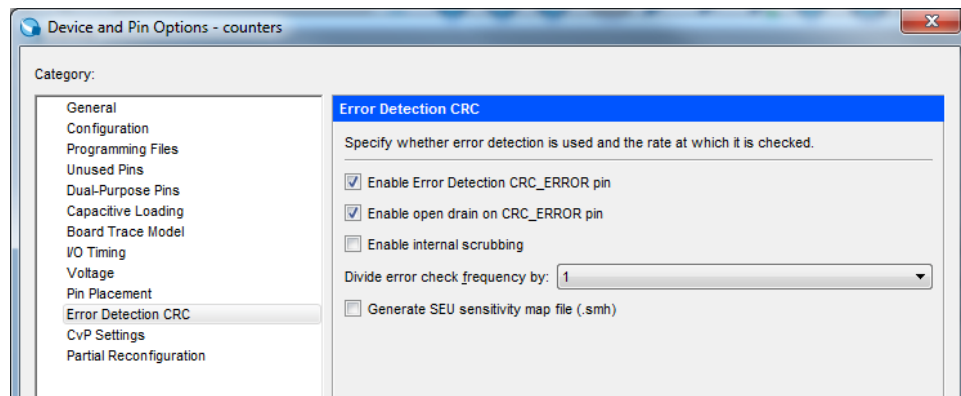 Device and Pin Options - counters
Category:
General
Configuration
Programming Files
Unused Pins
Dual-Purpose Pins
Capacitive Loading
Board Trace Model
I/O Timing
Voltage
Pin Placement
Error Detection CRC
CvP Settings
Partial Reconfiguration
Error Detection CRC
Specify whether error detection is used and the rate at which it is checked.
Enable Error Detection CRC_ERROR pin
Enable open drain on CRC_ERROR pin
Enable internal scrubbing
Divide error check frequency by: 1
Generate SEU sensitivity map file (.smh)